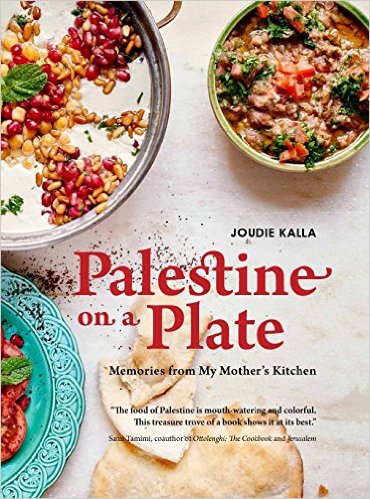 JOUDIE KALLA
Palestine
on a Plate
Memories from My Mother's Kitchen
"The food of Palestine is mouth-watering and colorful.
This treasure trove of a book shows it at its best."
Sami Tamimi, coauthor of Ottolenghi: The Cookbook and Jerusalem